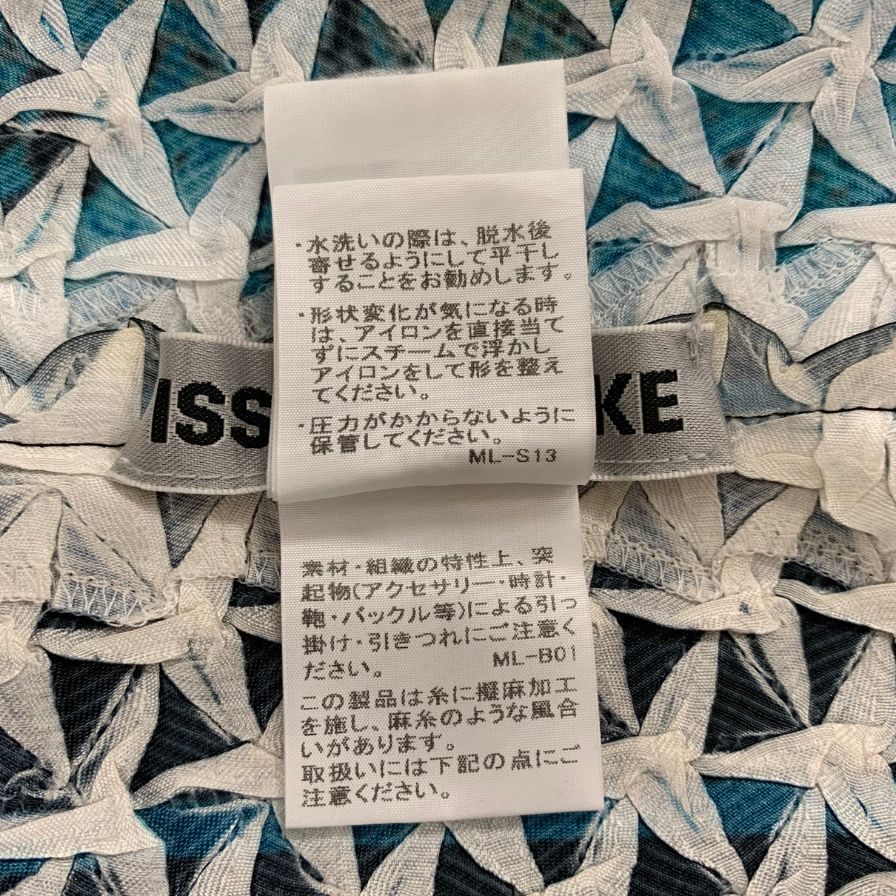 ・水洗いの際は、脱水後
寄せるようにして平干し
することをお勧めします。
・形状変化が気になる時
は、アイロンを直接当て
ずにスチームで浮かし
アイロンをして形を整え
てください。
・圧力がかからないように
保管してください。
ML-S13
ISS
KE
素材・組織の特性上、突
起物(アクセサリー・時計・
鞄・バックル等)による引っ
掛け・引きつれにご注意く
ださい。 ML-B01
この製品は糸に擬麻加工
を施し、麻糸のような風合
いがあります。
取扱いには下記の点にご
注意ください。